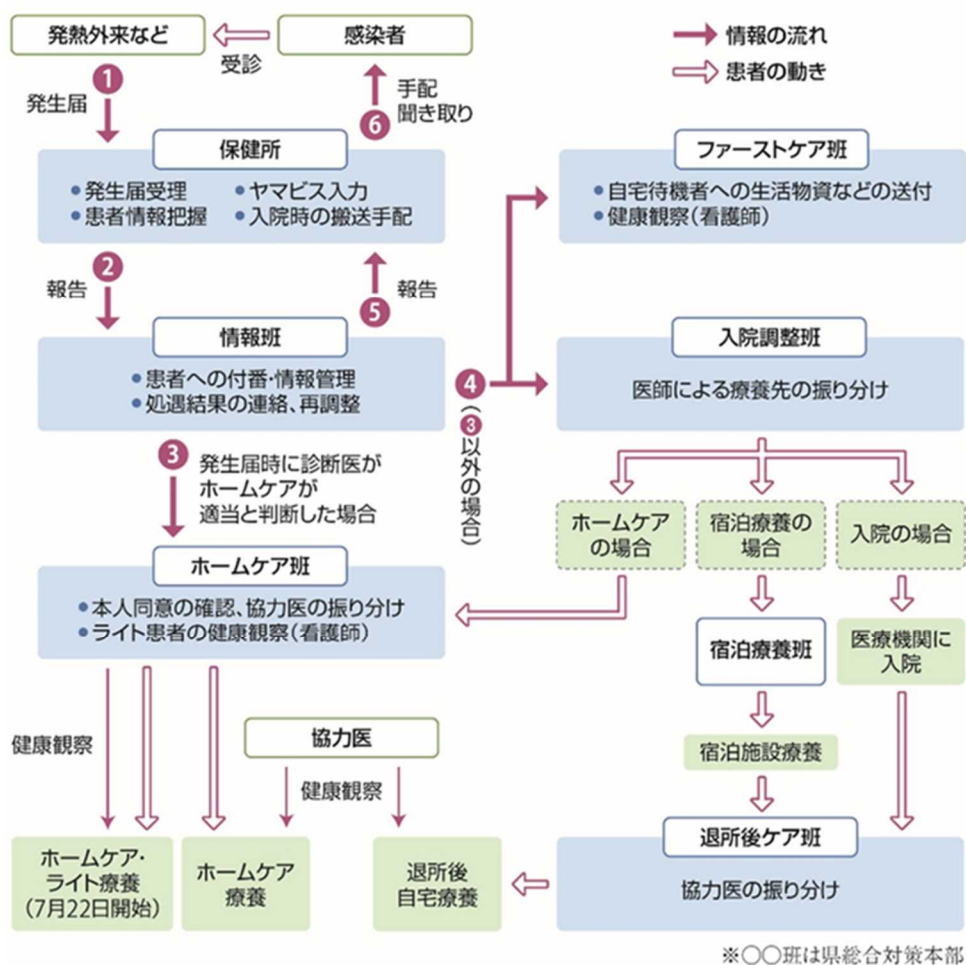 発熱外来など
感染者
受診
情報の流れ
患者の動き
1
発生届
6
手配
聞き取り
保健所
●発生届受理
●ヤマビス入力
●患者情報把握
●入院時の搬送手配
ファーストケア班
●自宅待機者への生活物資などの送付
●健康観察(看護師)
2
報告
5
報告
情報班
●患者への付番・情報管理
●処遇結果の連絡、再調整
4
(3以外の場合)
入院調整班
医師による療養先の振り分け
3
発生届時に診断医が
ホームケアが
適当と判断した場合
ホームケア
の場合
宿泊療養の
場合
入院の場合
ホームケア班
●本人同意の確認、協力医の振り分け
●ライト患者の健康観察(看護師)
宿泊療養班
医療機関に
入院
健康観察
協力医
健康観察
宿泊施設療養
ホームケア・
ライト療養
(7月22日開始)
ホームケア
療養
退所後
自宅療養
退所後ケア班
協力医の振り分け
※○○班は県総合対策本部